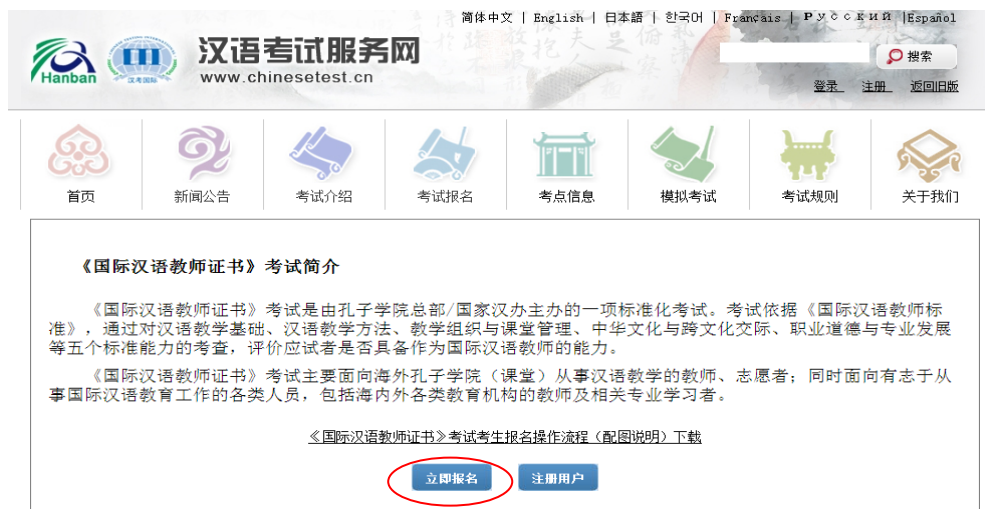 简体中文 | English | 日本語 | 한국어 | Français | Русский |Español
Hanban
汉考国际
汉语考试服务网
www.chinesetest.cn
搜索
登录 注册 返回旧版
首页 新闻公告 考试介绍 考试报名 考点信息 模拟考试 考试规则 关于我们
《国际汉语教师证书》考试简介
《国际汉语教师证书》考试是由孔子学院总部/国家汉办主办的一项标准化考试。考试依据《国际汉语教师标
准》，通过对汉语教学基础、汉语教学方法、教学组织与课堂管理、中华文化与跨文化交际、职业道德与专业发展
等五个标准能力的考查，评价应试者是否具备作为国际汉语教师的能力。
《国际汉语教师证书》考试主要面向海外孔子学院（课堂）从事汉语教学的教师、志愿者；同时面向有志于从
事国际汉语教育工作的各类人员，包括海内外各类教育机构的教师及相关专业学习者。
《国际汉语教师证书》考试考生报名操作流程（配图说明）下载
立即报名 注册用户